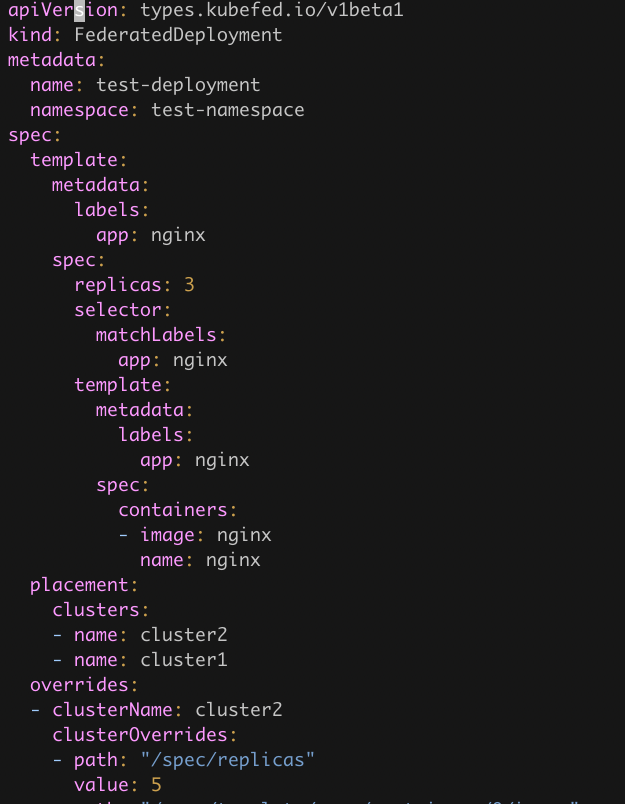 apiVersion: types.kubefed.io/v1beta1
kind: FederatedDeployment
metadata:
  name: test-deployment
  namespace: test-namespace
spec:
  template:
    metadata:
      labels:
        app: nginx
    spec:
      replicas: 3
      selector:
        matchLabels:
          app: nginx
      template:
        metadata:
          labels:
            app: nginx
        spec:
          containers:
          - image: nginx
            name: nginx
  placement:
    clusters:
    - name: cluster2
    - name: cluster1
  overrides:
  - clusterName: cluster2
    clusterOverrides:
    - path: "/spec/replicas"
      value: 5